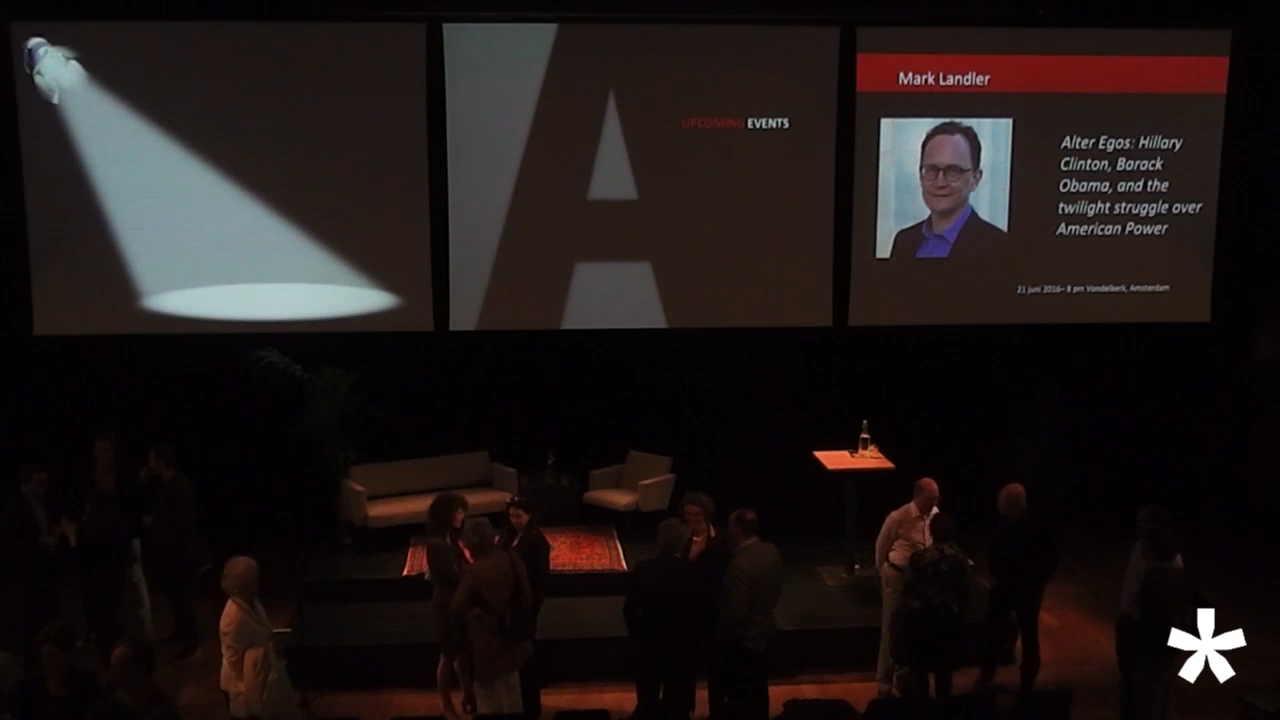 A
UPCOMING EVENTS
Mark Landler
Alter Egos: Hillary
Clinton, Barack
Obama, and the
twilight struggle over
American Power
21 juni 2016– 8 pm Vondelkerk, Amsterdam